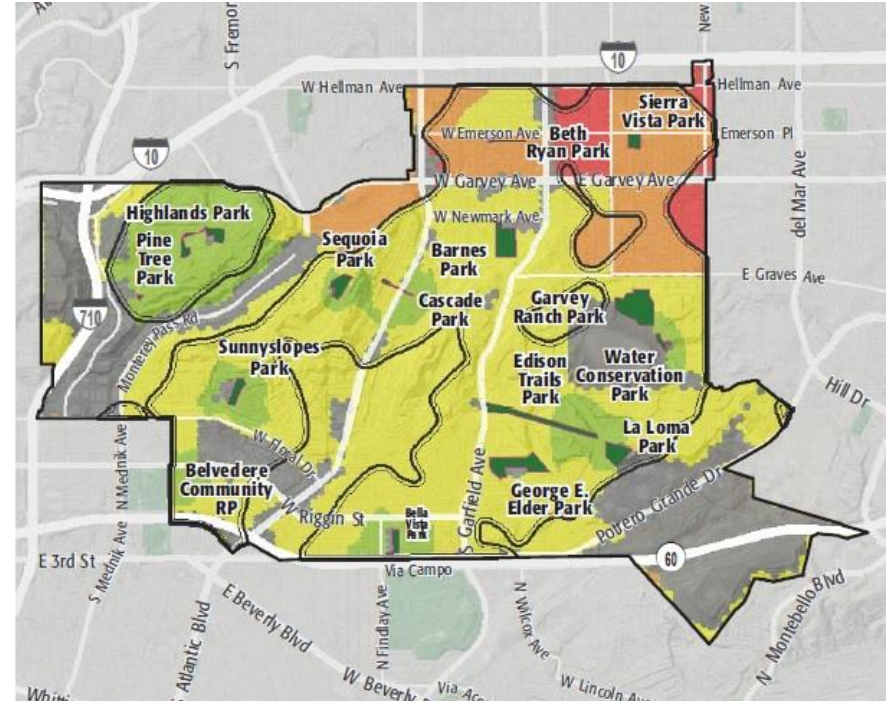 S Fremon
New
10
W Hellman Ave
Hellman Ave
Sierra
Vista Park
W Emerson Ave
Beth
Ryan Park
Emerson Pl
10
W Garvey Ave
E Garvey Ave
del Mar Ave
Highlands Park
W Newmark Ave
Pine
Tree
Park
Sequoia
Park
Barnes
Park
E Graves Ave
Cascade
Park
Garvey
Ranch Park
710
Monterey Pass Rd
Sunnyslopes
Park
Edison
Trails
Park
Water
Conservation
Park
Hill Dr
La Loma
Park
N Mednik Ave
W Floral Dr
Belvedere
Community
RP
W Riggin St
Bella
Vista
Park
S Garfield Ave
George E.
Elder Park
Potrero Grande Dr
E 3rd St
S Mednik Ave
Via Campo
60
E Beverly Blvd
Atlantic Blvd
N Findlay Ave
N Wilcox Ave
N Montebello Blvd
W Beverly
Via
W Lincoln Ave
Whitti